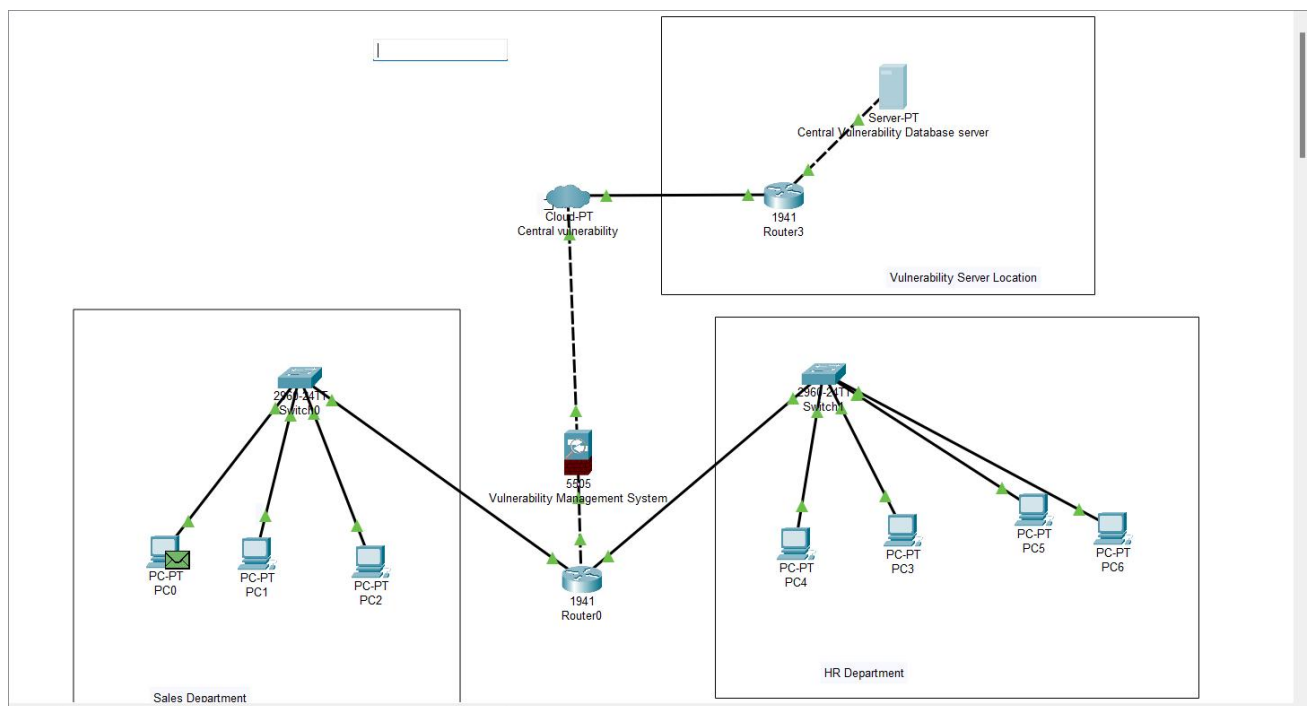 Server-PT
Central Vulnerability Database server
Cloud-PT
Central vulnerability
1941
Router3
Vulnerability Server Location
2960-24TT
Switch0
2960-24TT
Switch1
5505
Vulnerability Management System
PC-PT
PC0
PC-PT
PC1
PC-PT
PC2
1941
Router0
PC-PT
PC4
PC-PT
PC3
PC-PT
PC5
PC-PT
PC6
HR Department
Sales Department